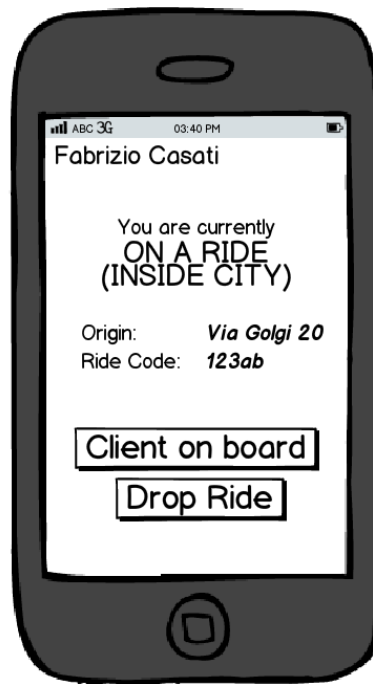 ABC 3G 03:40 PM
Fabrizio Casati
You are currently
ON A RIDE
(INSIDE CITY)
Origin: Via Golgi 20
Ride Code: 123ab
Client on board
Drop Ride